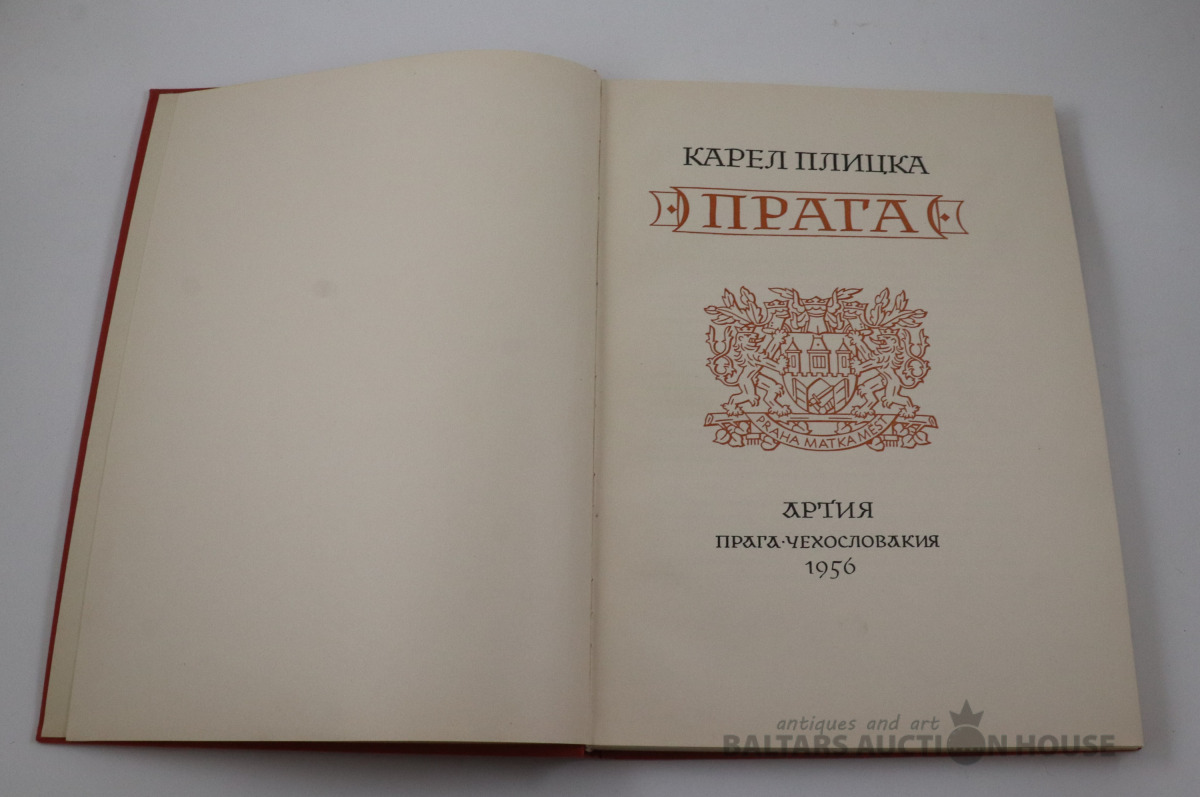 КАРЕЛ ПЛИЦКА
ПРАГА
PRAHA MATKA MĚST
АРТИЯ
ПРАГА·ЧЕХОСЛОВАКИЯ
1956
antiques and art
BALTARS AUCTION HOUSE